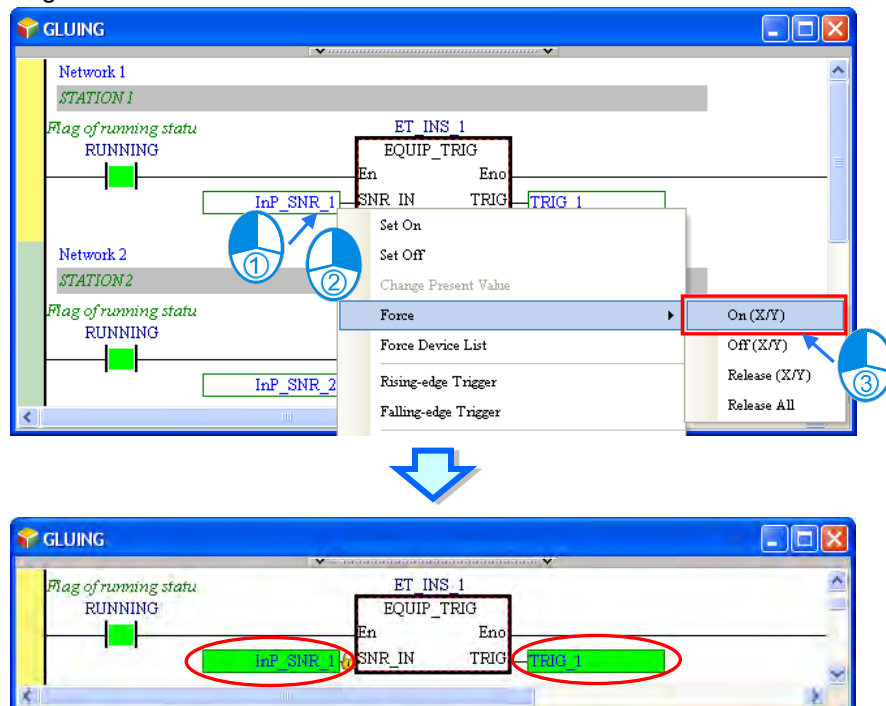 GLUING
Network 1
STATION 1
Flag of running statu
RUNNING
ET_INS_1
EQUIP_TRIG
En Eno
InP_SNR_1 SNR_IN TRIG TRIG_1
Set On
Set Off
Change Present Value
Force
Force Device List
Rising-edge Trigger
Falling-edge Trigger
On (X/Y)
Off (X/Y)
Release (X/Y)
Release All
1
2
3
Network 2
STATION2
Flag of running statu
RUNNING
InP_SNR_2
GLUING
Flag of running statu
RUNNING
ET_INS_1
EQUIP_TRIG
En Eno
InP_SNR_1 SNR_IN TRIG TRIG_1